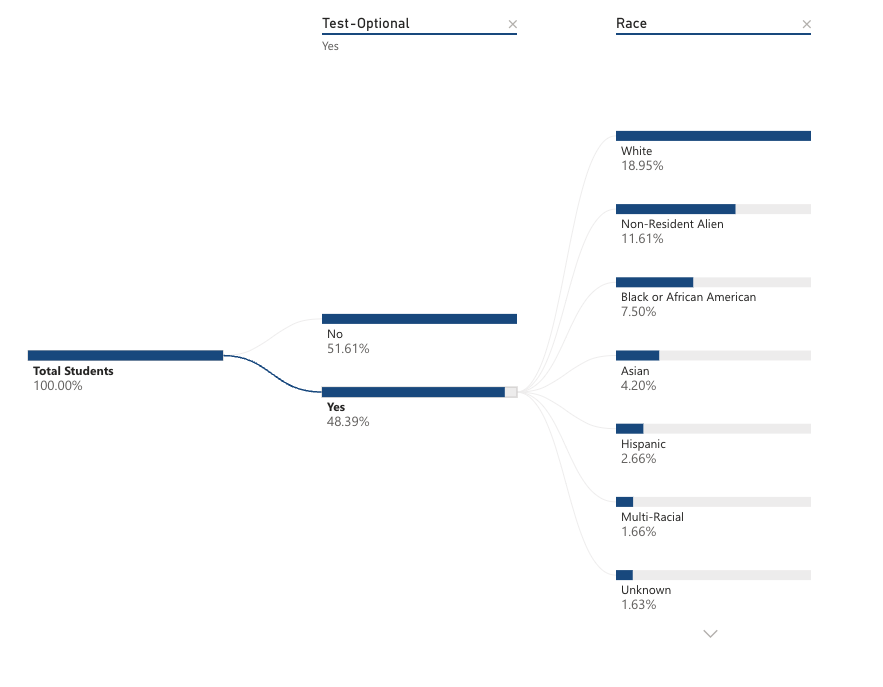 Test-Optional
Yes
Race
White
18.95%
Non-Resident Alien
11.61%
Black or African American
7.50%
No
51.61%
Total Students
100.00%
Asian
4.20%
Yes
48.39%
Hispanic
2.66%
Multi-Racial
1.66%
Unknown
1.63%